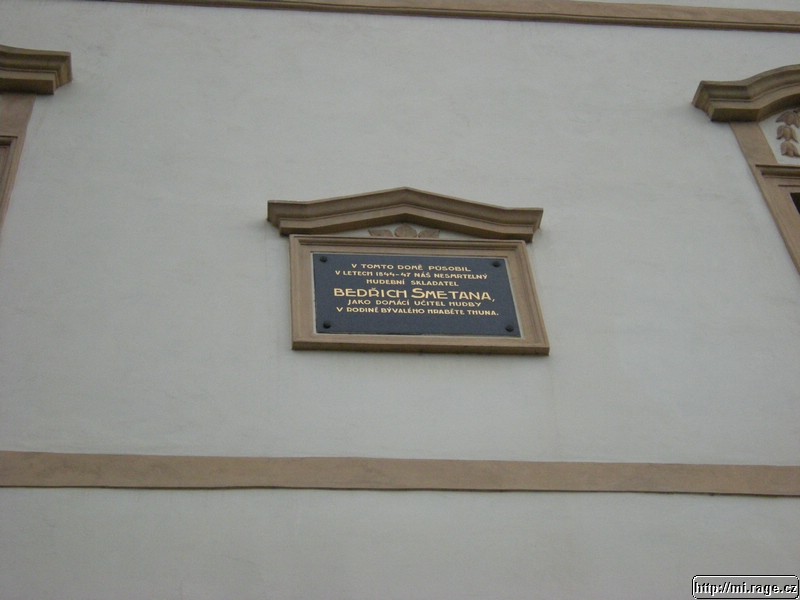 V TOMTO DOMĚ PŮSOBIL
V LETECH 1844-47 NÁŠ NESMRTELNÝ
HUDEBNÍ SKLADATEL
BEDŘICH SMETANA,
JAKO DOMÁCÍ UČITEL HUDBY
V RODINĚ BÝVALÉHO HRABĚTE THUNA.
http://mi.rage.cz